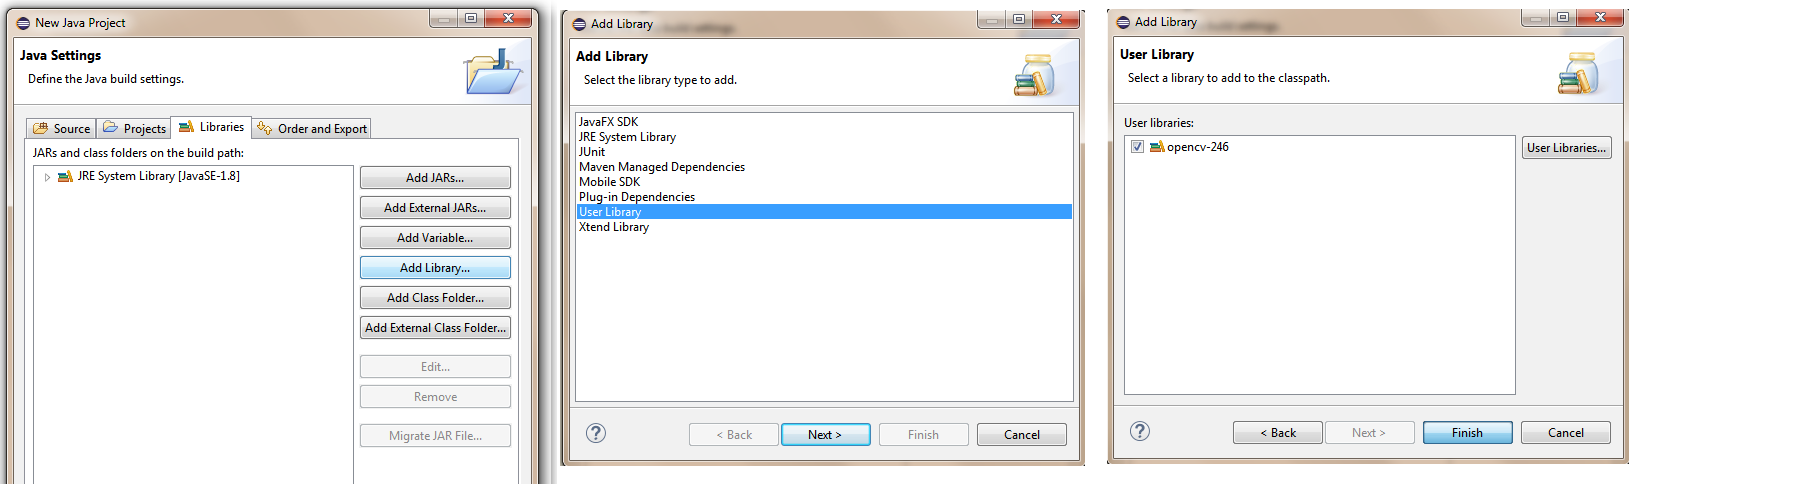 New Java Project
Java Settings
Define the Java build settings.
Source
Projects
Libraries
Order and Export
JARs and class folders on the build path:
JRE System Library [JavaSE-1.8]
Add JARs...
Add External JARs...
Add Variable...
Add Library...
Add Class Folder...
Add External Class Folder...
Edit...
Remove
Migrate JAR File...
Add Library
Add Library
Select the library type to add.
JavaFX SDK
JRE System Library
JUnit
Maven Managed Dependencies
Mobile SDK
Plug-in Dependencies
User Library
Xtend Library
?
< Back
Next >
Finish
Cancel
Add Library
User Library
Select a library to add to the classpath.
User libraries:
opencv-246
User Libraries...
?
< Back
Next >
Finish
Cancel